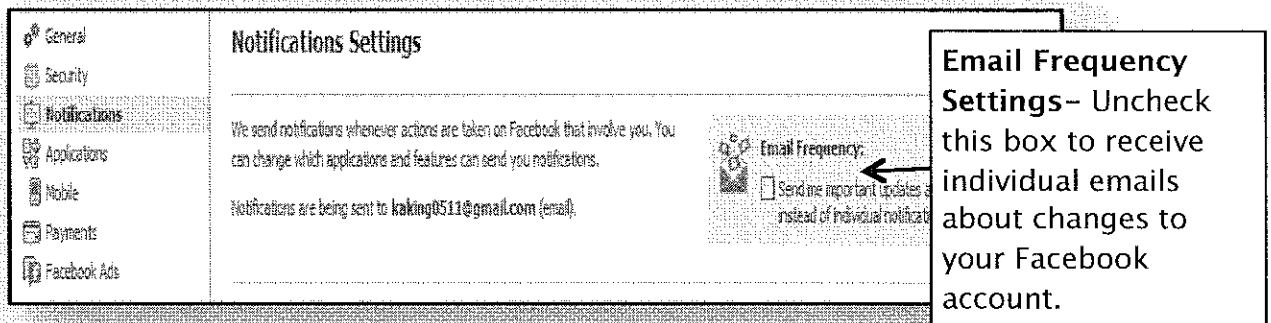 General
Security
Notifications
Applications
Mobile
Payments
Facebook Ads
Notifications Settings
We send notifications whenever actions are taken on Facebook that involve you. You
can change which applications and features can send you notifications.
Notifications are being sent to kaking0511@gmail.com (email).
Email Frequency:
Send me important updates
instead of individual
Email Frequency
Settings– Uncheck
this box to receive
individual emails
about changes to
your Facebook
account.